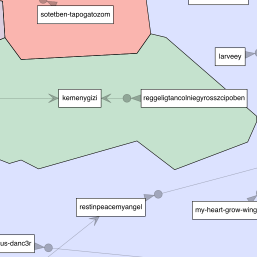 sotetben-tapogatozom
larveey
kemenygizi
reggeligtancolniegyrosszcipoben
restinpeacemyangel
my-heart-grow-wing
us-danc3r